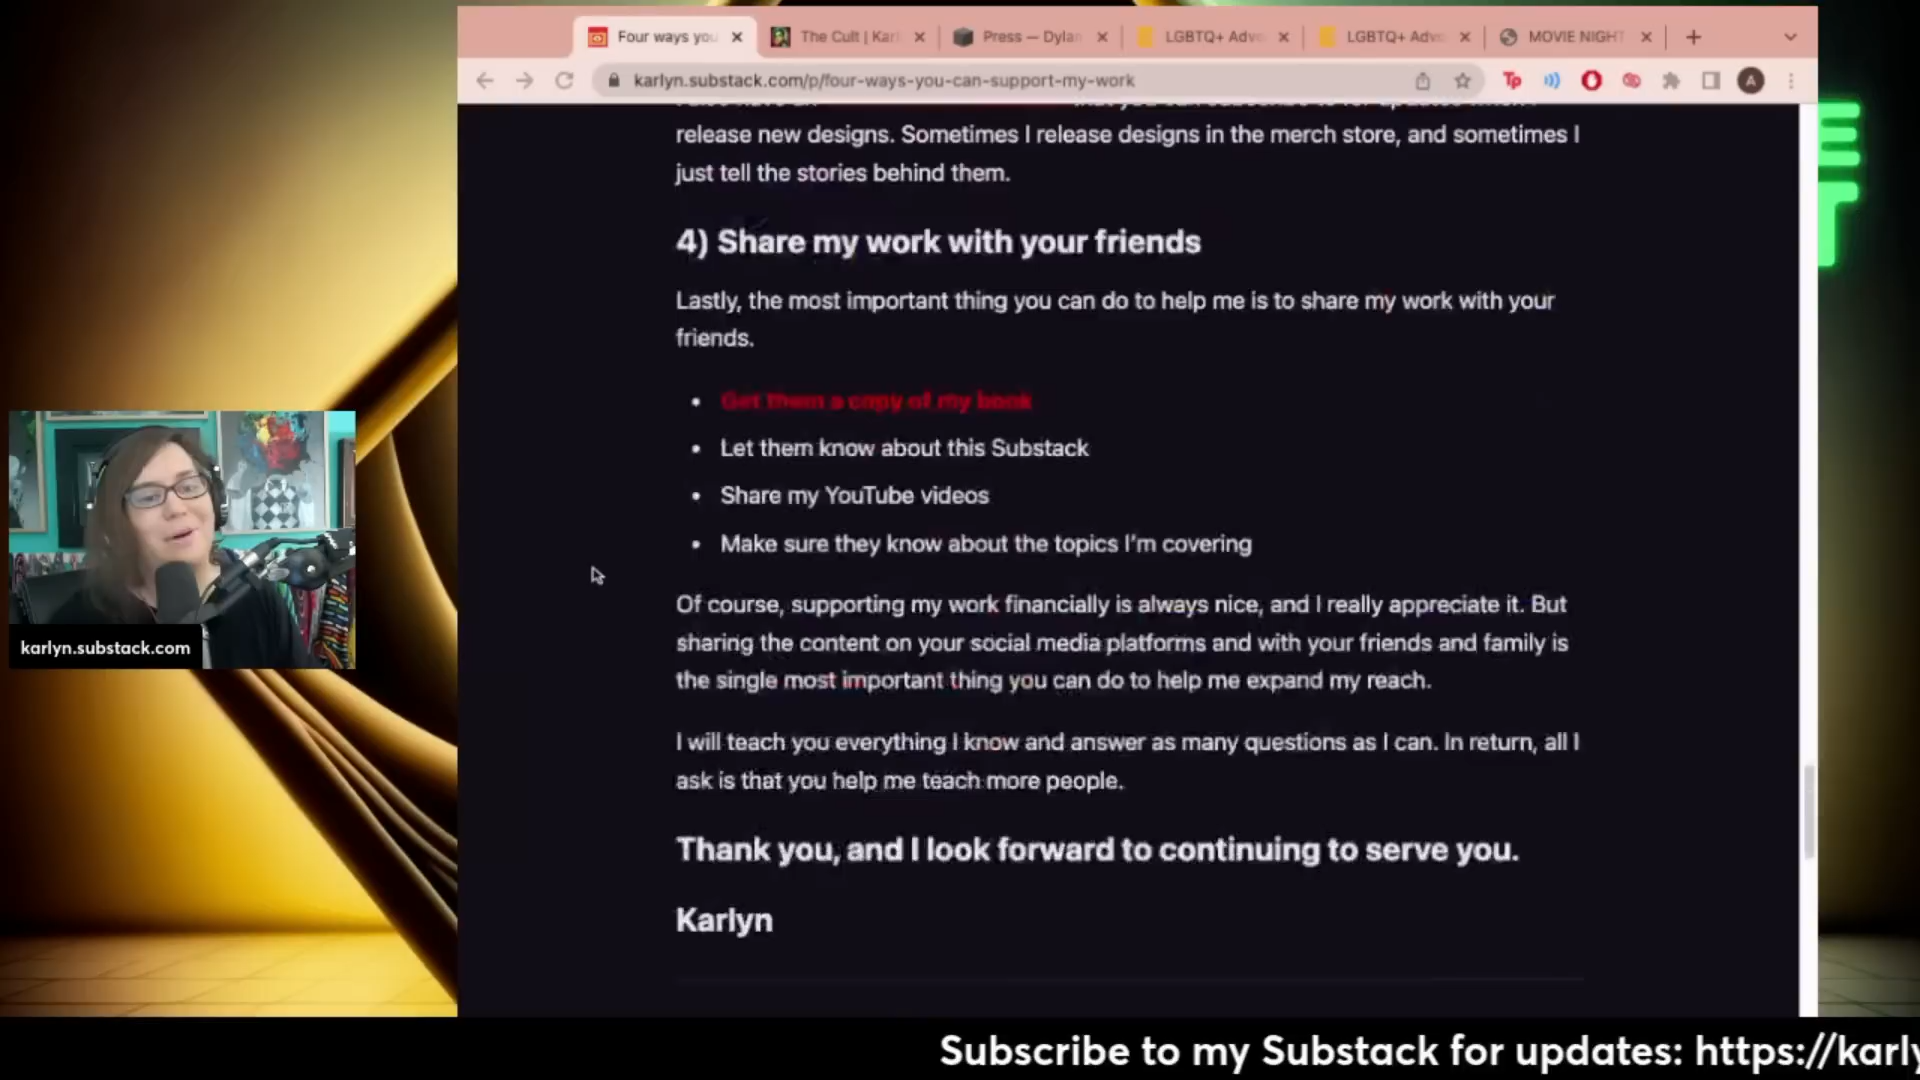 Four ways you
The Cult | Karl
Press — Dylan
LGBTQ+ Advo
LGBTQ+ Advo
MOVIE NIGHT
karlyn.substack.com/p/four-ways-you-can-support-my-work
Tp
A
release new designs. Sometimes I release designs in the merch store, and sometimes I
just tell the stories behind them.
4) Share my work with your friends
Lastly, the most important thing you can do to help me is to share my work with your
friends.
• Get them a copy of my book
• Let them know about this Substack
• Share my YouTube videos
• Make sure they know about the topics I'm covering
Of course, supporting my work financially is always nice, and I really appreciate it. But
sharing the content on your social media platforms and with your friends and family is
the single most important thing you can do to help me expand my reach.
I will teach you everything I know and answer as many questions as I can. In return, all I
ask is that you help me teach more people.
Thank you, and I look forward to continuing to serve you.
Karlyn
karlyn.substack.com
E
T
Subscribe to my Substack for updates: https://karly